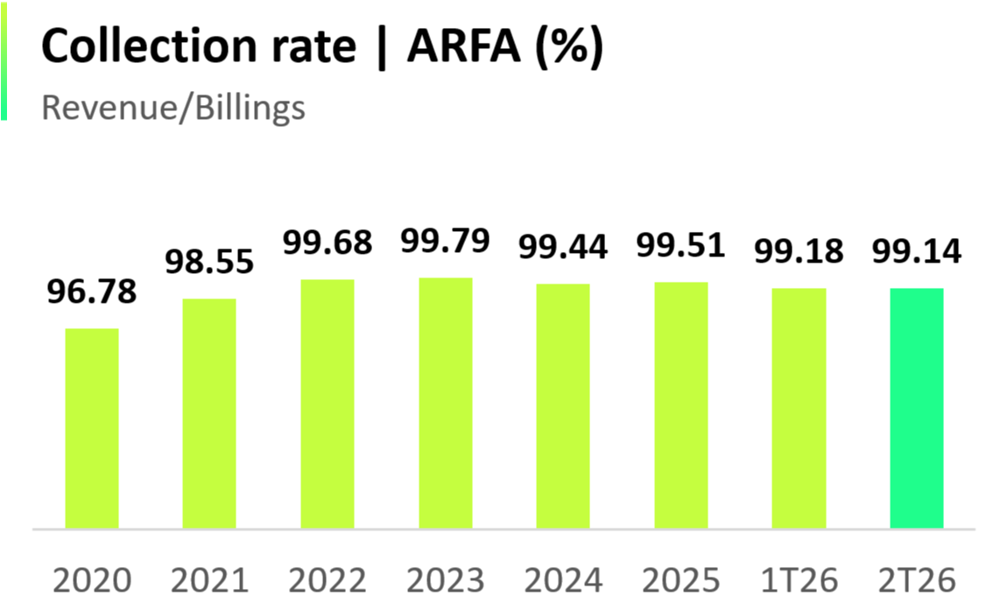 Collection rate | ARFA (%)
Revenue/Billings
96.78 98.55 99.68 99.79 99.44 99.51 99.18 99.14
2020 2021 2022 2023 2024 2025 1T26 2T26